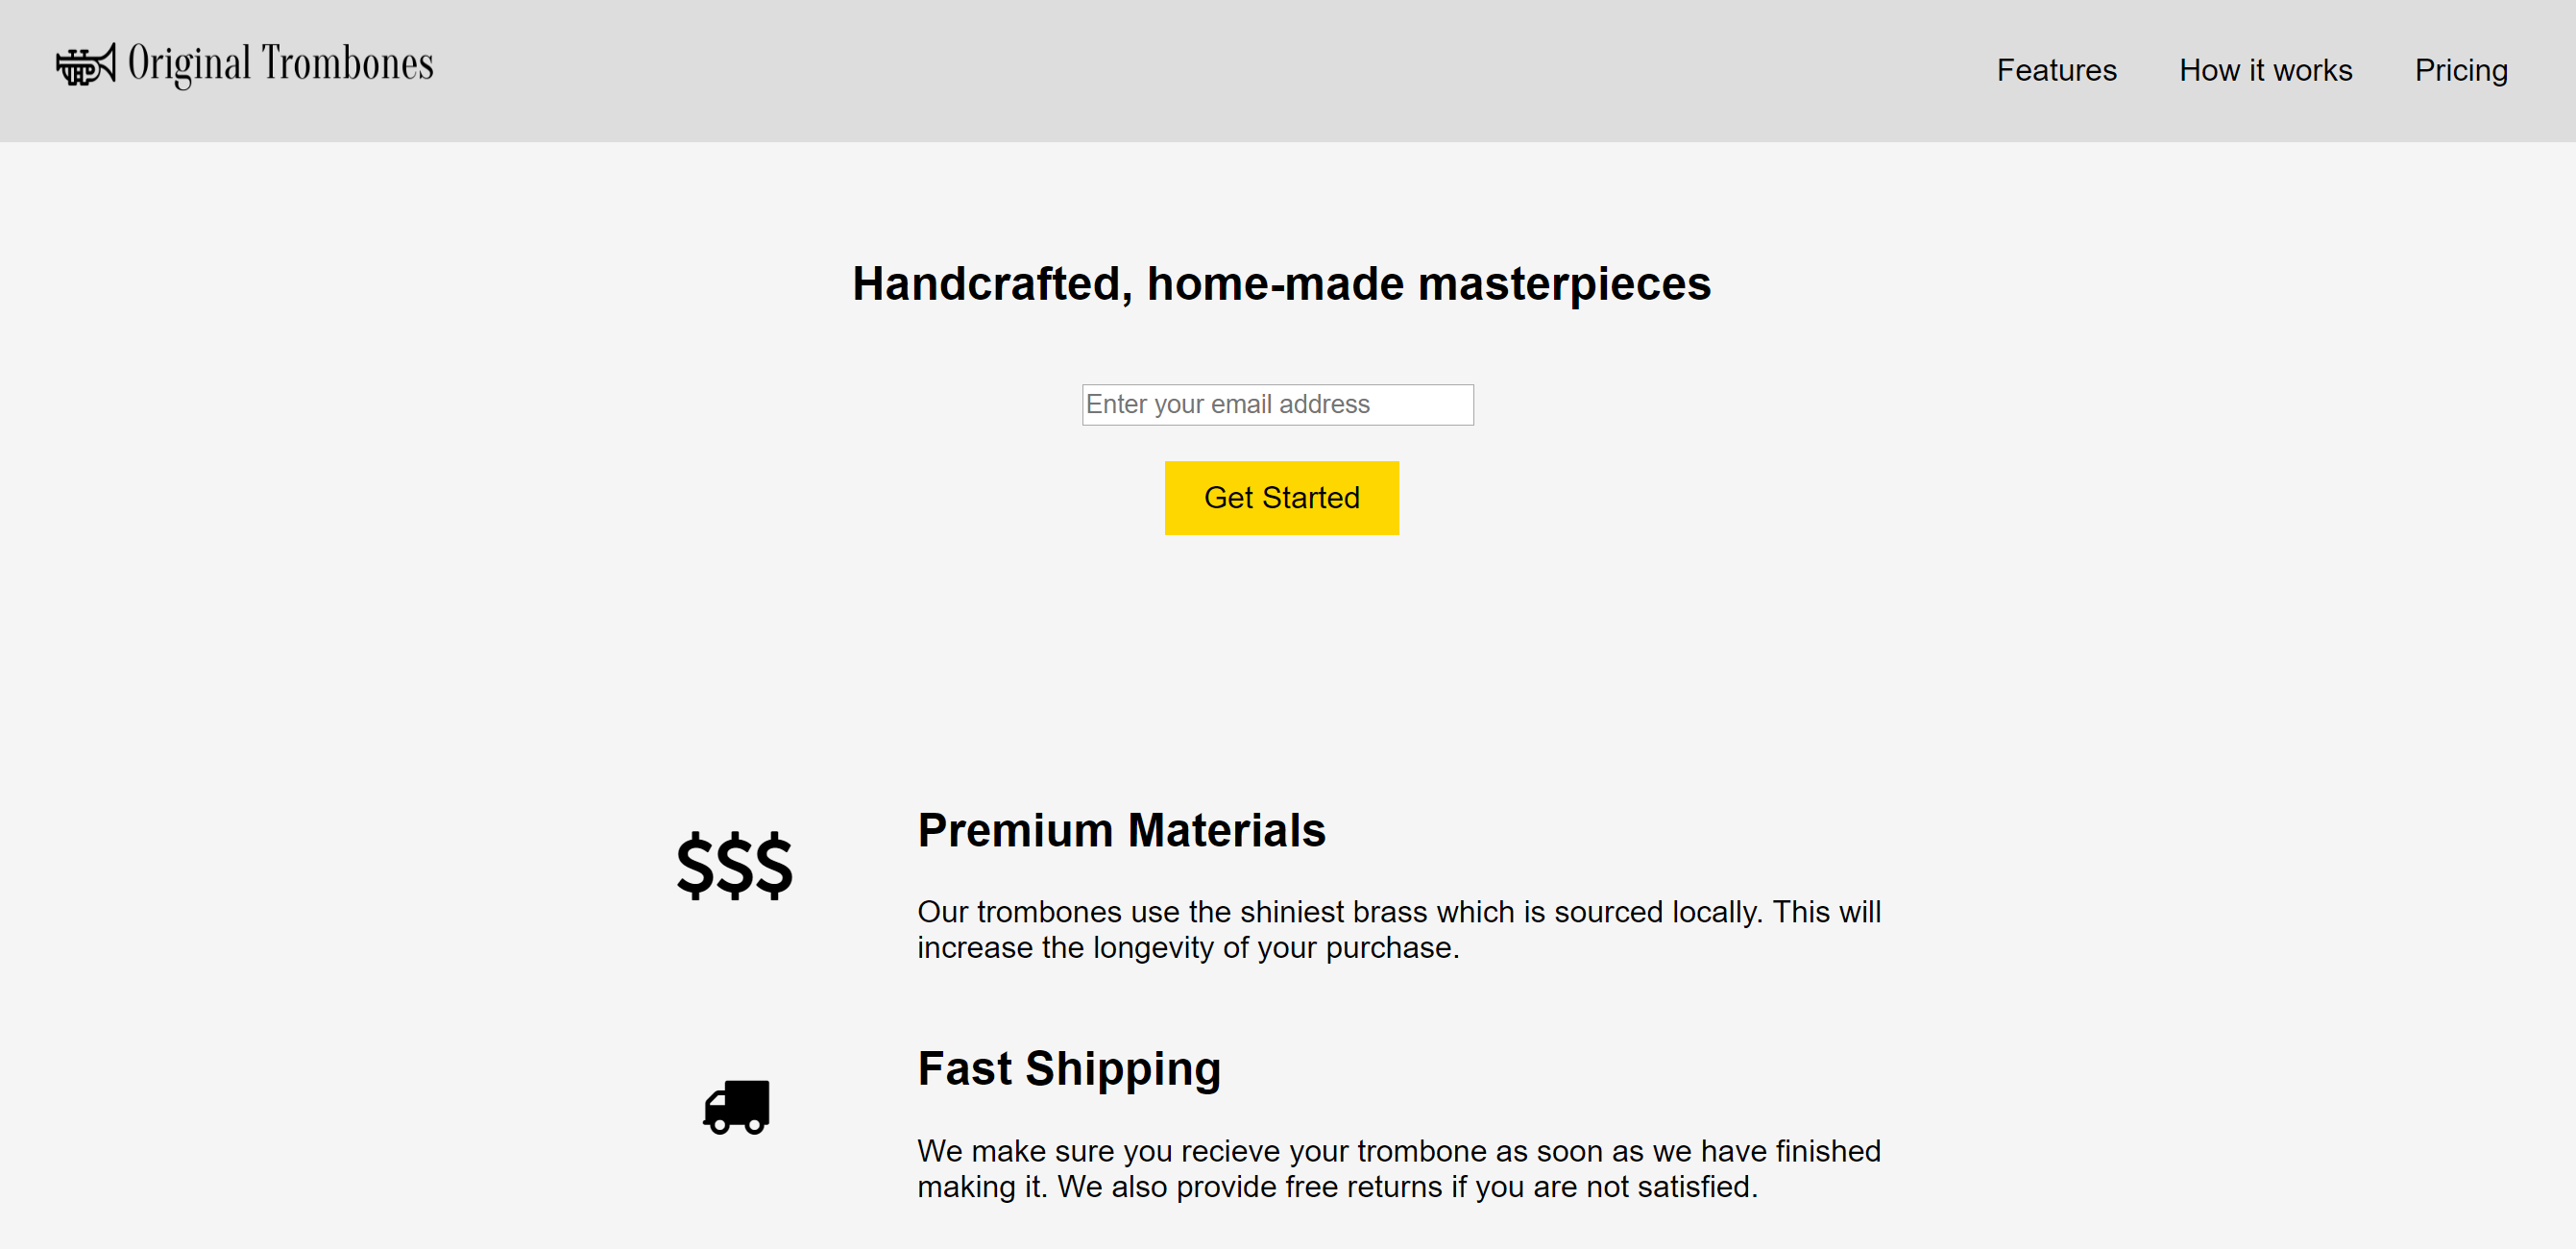 Original Trombones
Features
How it works
Pricing
Handcrafted, home-made masterpieces
Enter your email address
Get Started
$$$
Premium Materials
Our trombones use the shiniest brass which is sourced locally. This will
increase the longevity of your purchase.
Fast Shipping
We make sure you recieve your trombone as soon as we have finished
making it. We also provide free returns if you are not satisfied.